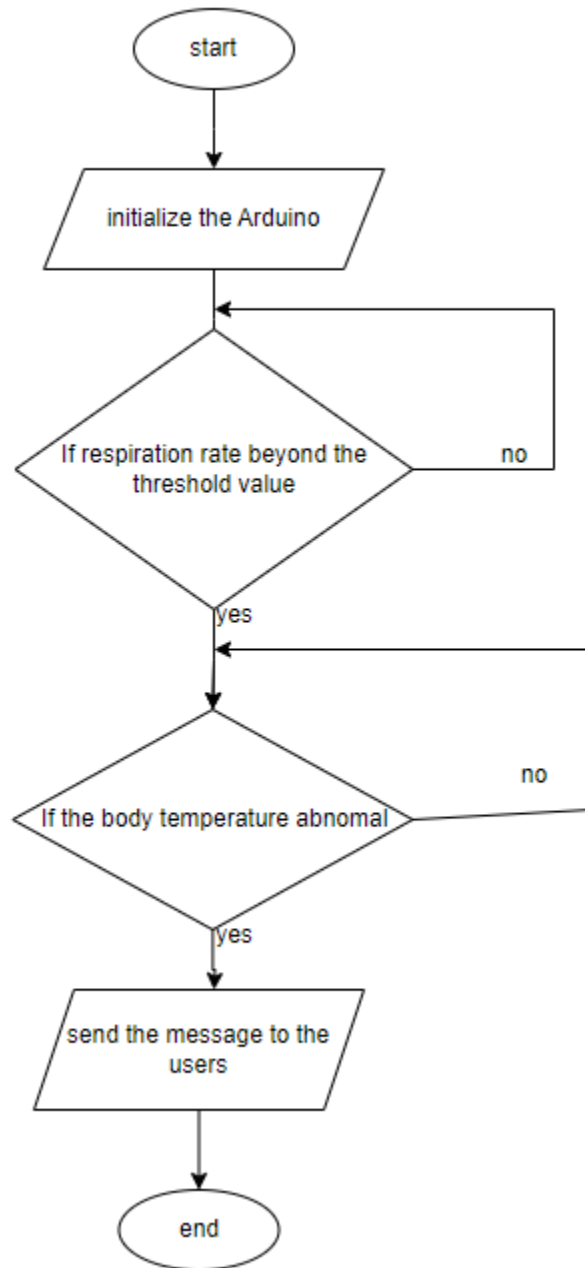 start
initialize the Arduino
If respiration rate beyond the
threshold value
no
yes
no
If the body temperature abnomal
yes
send the message to the
users
end